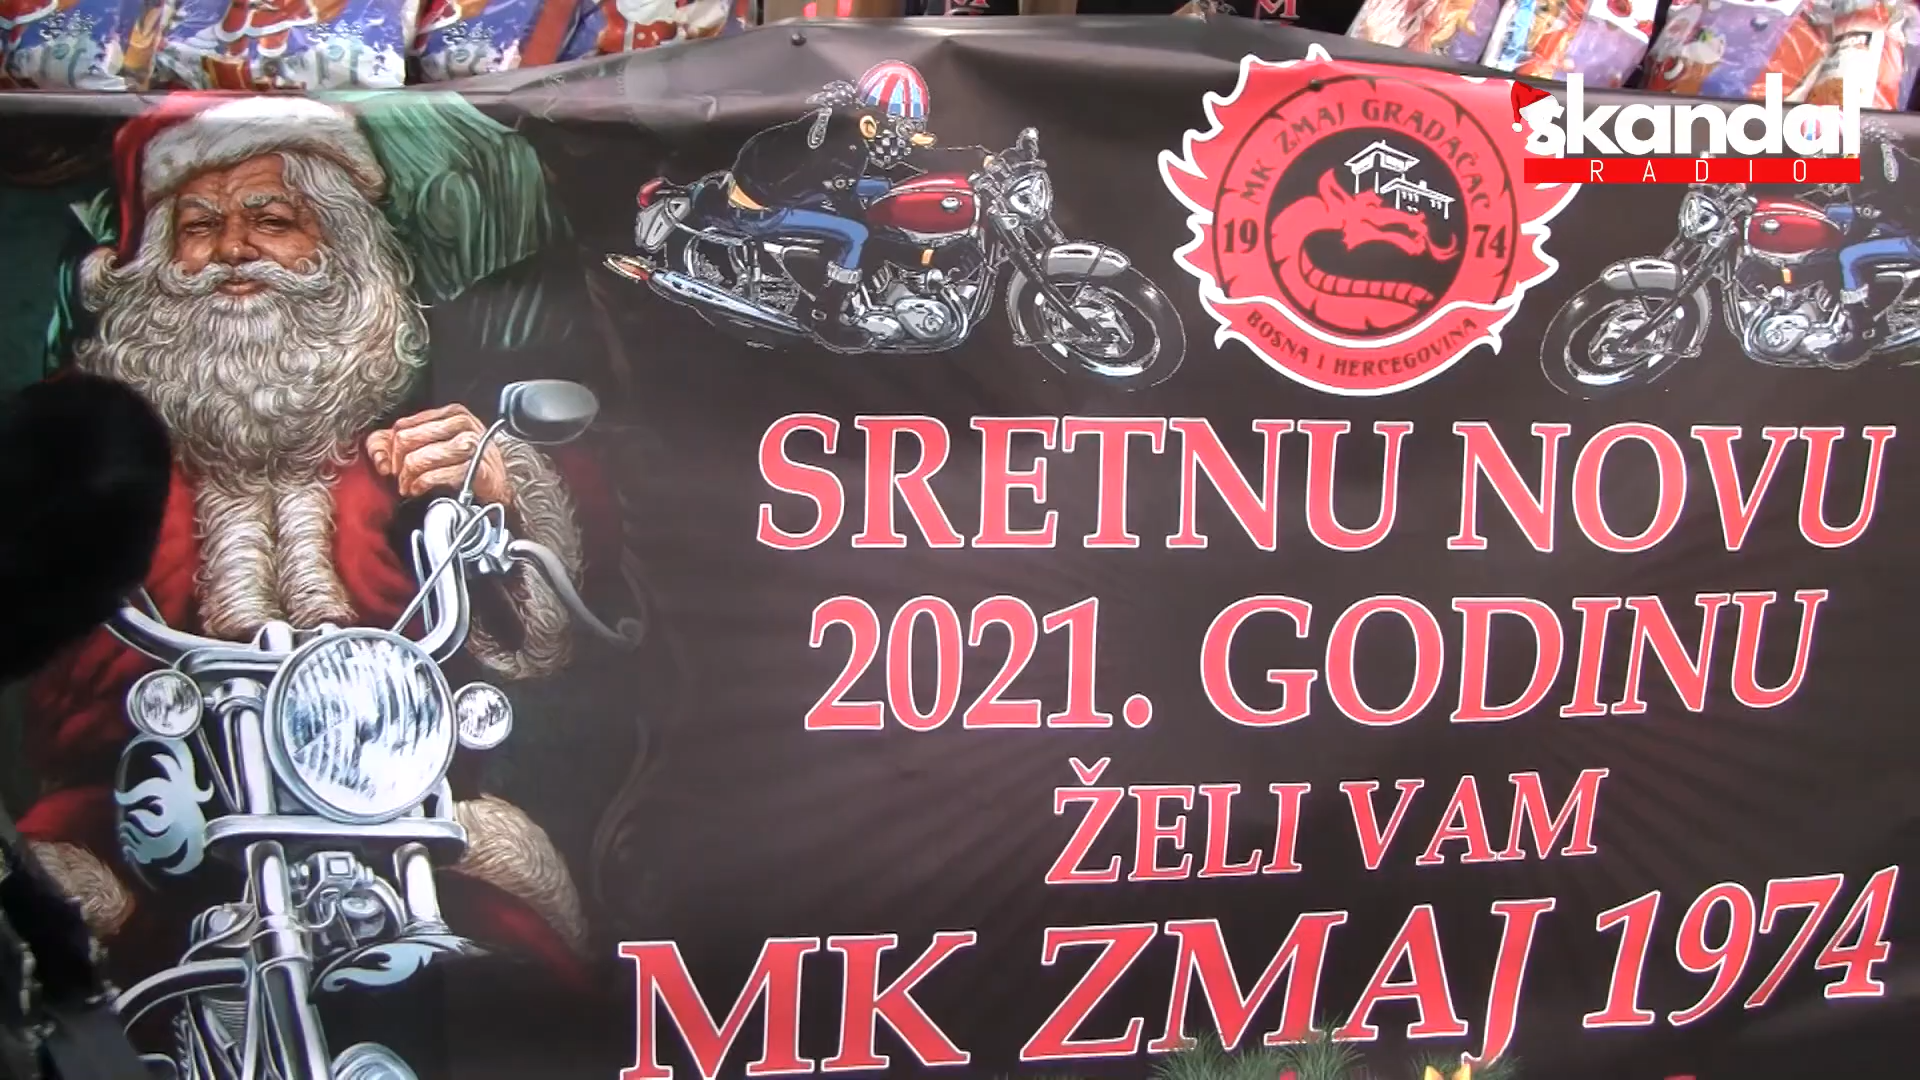 skandal
RADIO
MK ZMAJ GRADAČAC
19 74
BOSNA I HERCEGOVINA
SRETNU NOVU
2021. GODINU
ŽELI VAM
MK ZMAJ 1974